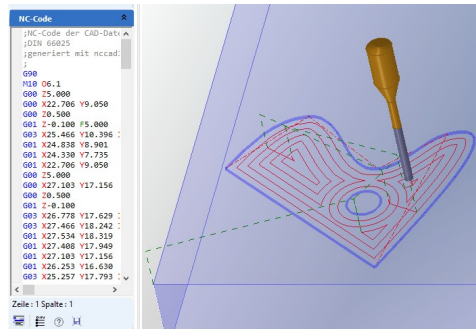 NC-Code
;NC-Code der CAD-Date
;DIN 66025
;generiert mit nccad
;
G90
M10 O6.1
G00 Z5.000
G00 X22.706 Y9.050
G00 Z0.500
G01 Z-0.100 F5.000
G03 X25.466 Y10.396
G01 X24.838 Y8.901
G01 X24.330 Y7.735
G01 X22.706 Y9.050
G00 Z5.000
G00 X27.103 Y17.156
G00 Z0.500
G01 Z-0.100
G03 X26.778 Y17.629
G03 X26.467 Y18.242
G01 X27.534 Y18.319
G01 X27.408 Y17.949
G01 X27.103 Y17.156
G01 X26.253 Y16.630
G03 X25.257 Y17.793
Zeile : 1 Spalte : 1